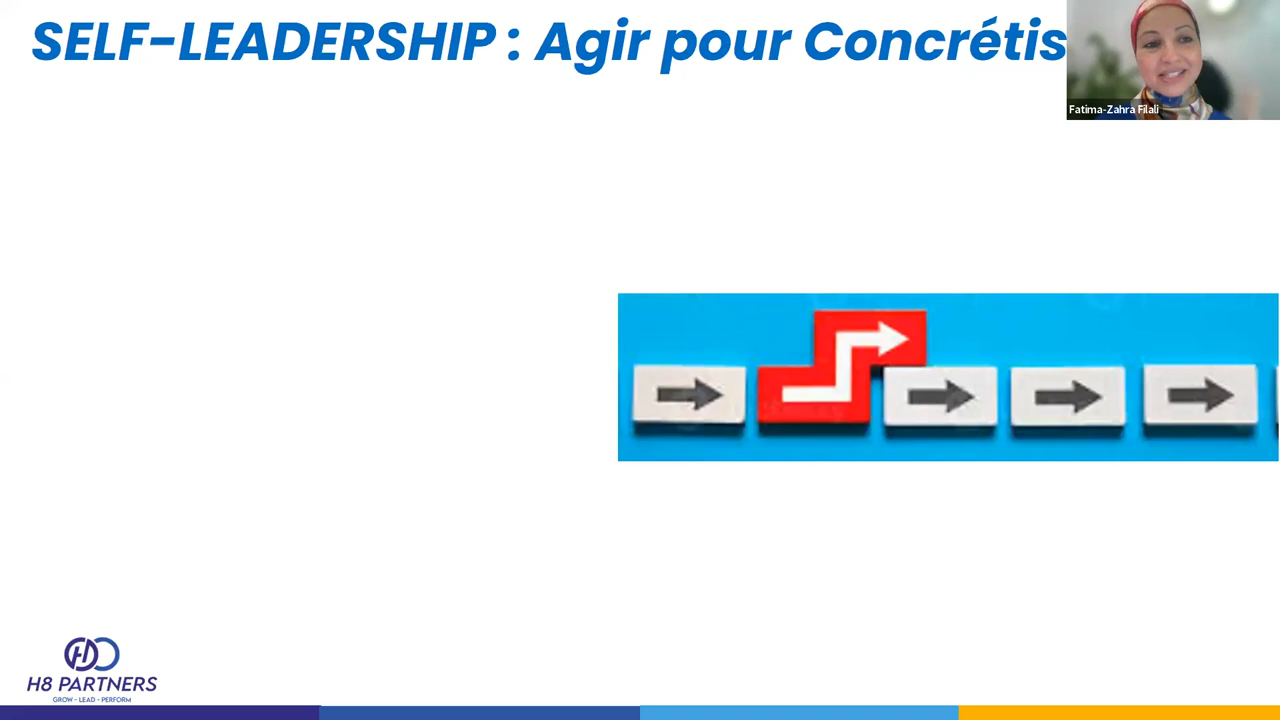 SELF-LEADERSHIP : Agir pour Concrétis
Fatima-Zahra Filali
H8 PARTNERS
GROW - LEAD - PERFORM